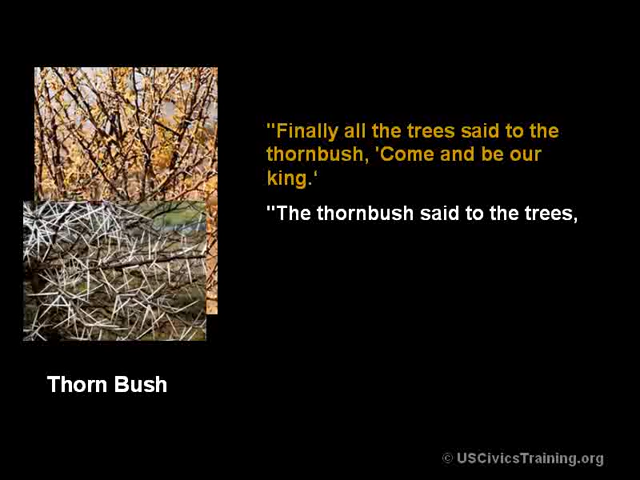 "Finally all the trees said to the
thornbush, 'Come and be our
king.‘
"The thornbush said to the trees,
Thorn Bush
© USCivicsTraining.org